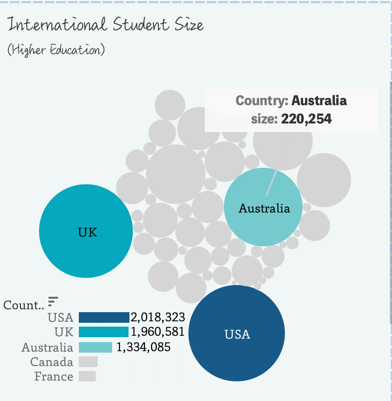 International Student Size
(Higher Education)
Country: Australia
size: 220,254
Australia
UK
USA
Count..
USA 2,018,323
UK 1,960,581
Australia 1,334,085
Canada
France